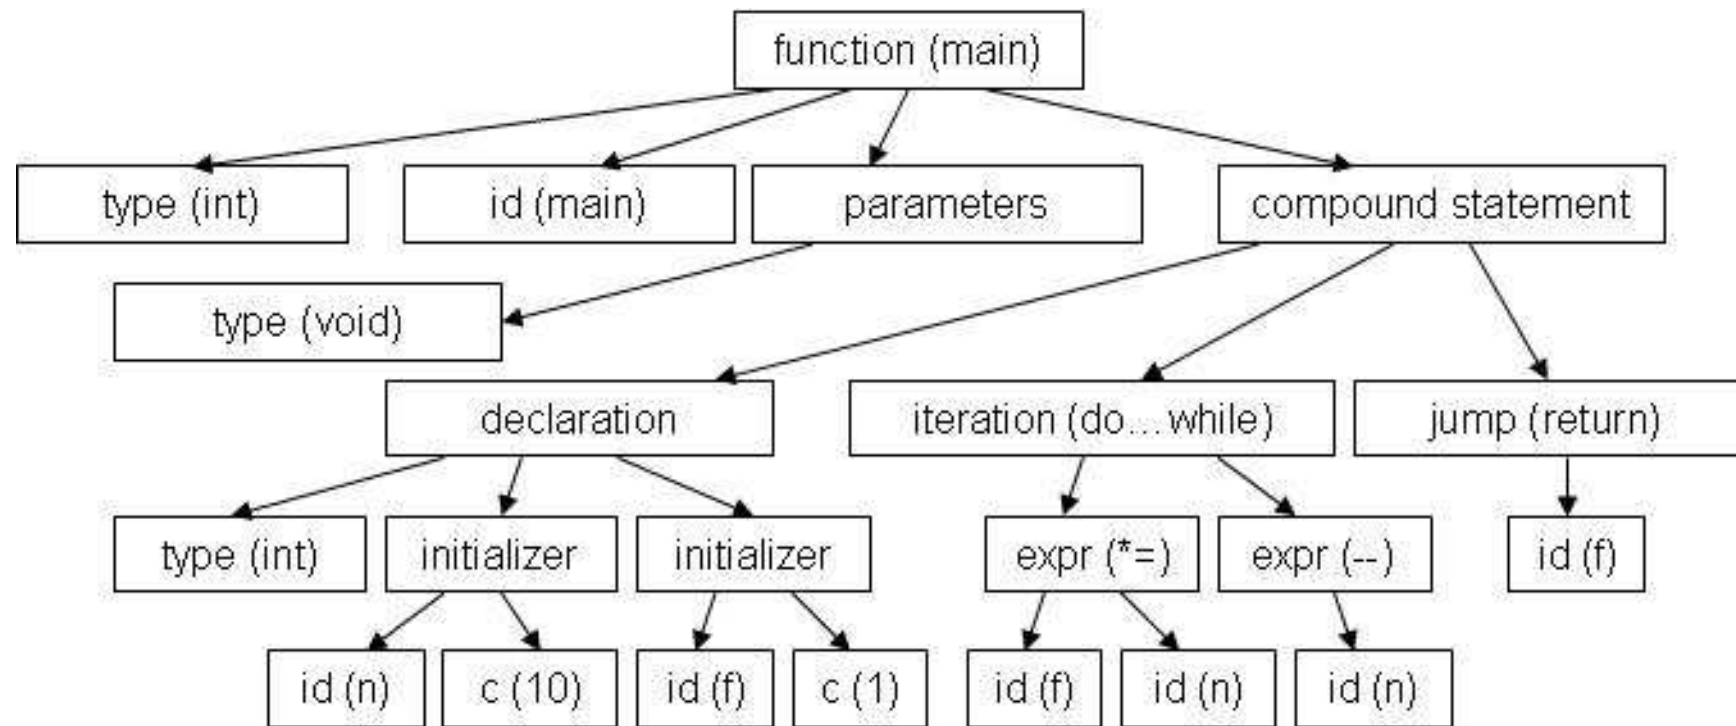 function (main)
type (int)
id (main)
parameters
compound statement
type (void)
declaration
iteration (do...while)
jump (return)
type (int)
initializer
initializer
expr (*=)
expr (--)
id (f)
id (n)
c (10)
id (f)
c (1)
id (f)
id (n)
id (n)